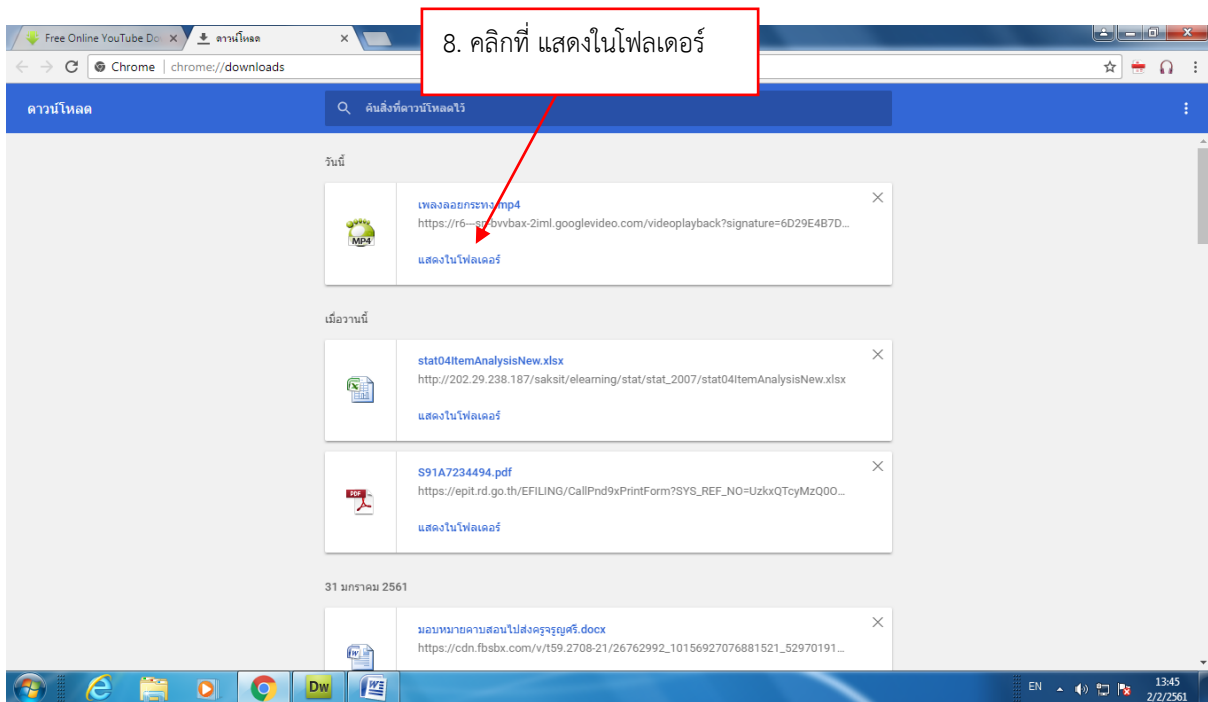 8. คลิกที่ แสดงในโฟลเดอร์
Free Online YouTube Do
ดาวน์โหลด
Chrome | chrome://downloads
ดาวน์โหลด
ค้นสิ่งที่ดาวน์โหลดไว้
วันนี้
เพลงลอยกระทง.mp4
https://r6---sn-bvvbax-2iml.googlevideo.com/videoplayback?signature=6D29E4B7D...
MP4
แสดงในโฟลเดอร์
เมื่อวานนี้
stat04ItemAnalysisNew.xlsx
http://202.29.238.187/saksit/elearning/stat/stat_2007/stat04ItemAnalysisNew.xlsx
แสดงในโฟลเดอร์
S91A7234494.pdf
https://epit.rd.go.th/EFILING/CallPnd9xPrintForm?SYS_REF_NO=UzkxQTcyMzQ0O...
PDF
แสดงในโฟลเดอร์
31 มกราคม 2561
มอบหมายคาบสอนไปส่งครูจรูญศรี.docx
https://cdn.fbsbx.com/v/t59.2708-21/26762992_10156927076881521_52970191...
Dw
EN
13:45
2/2/2561